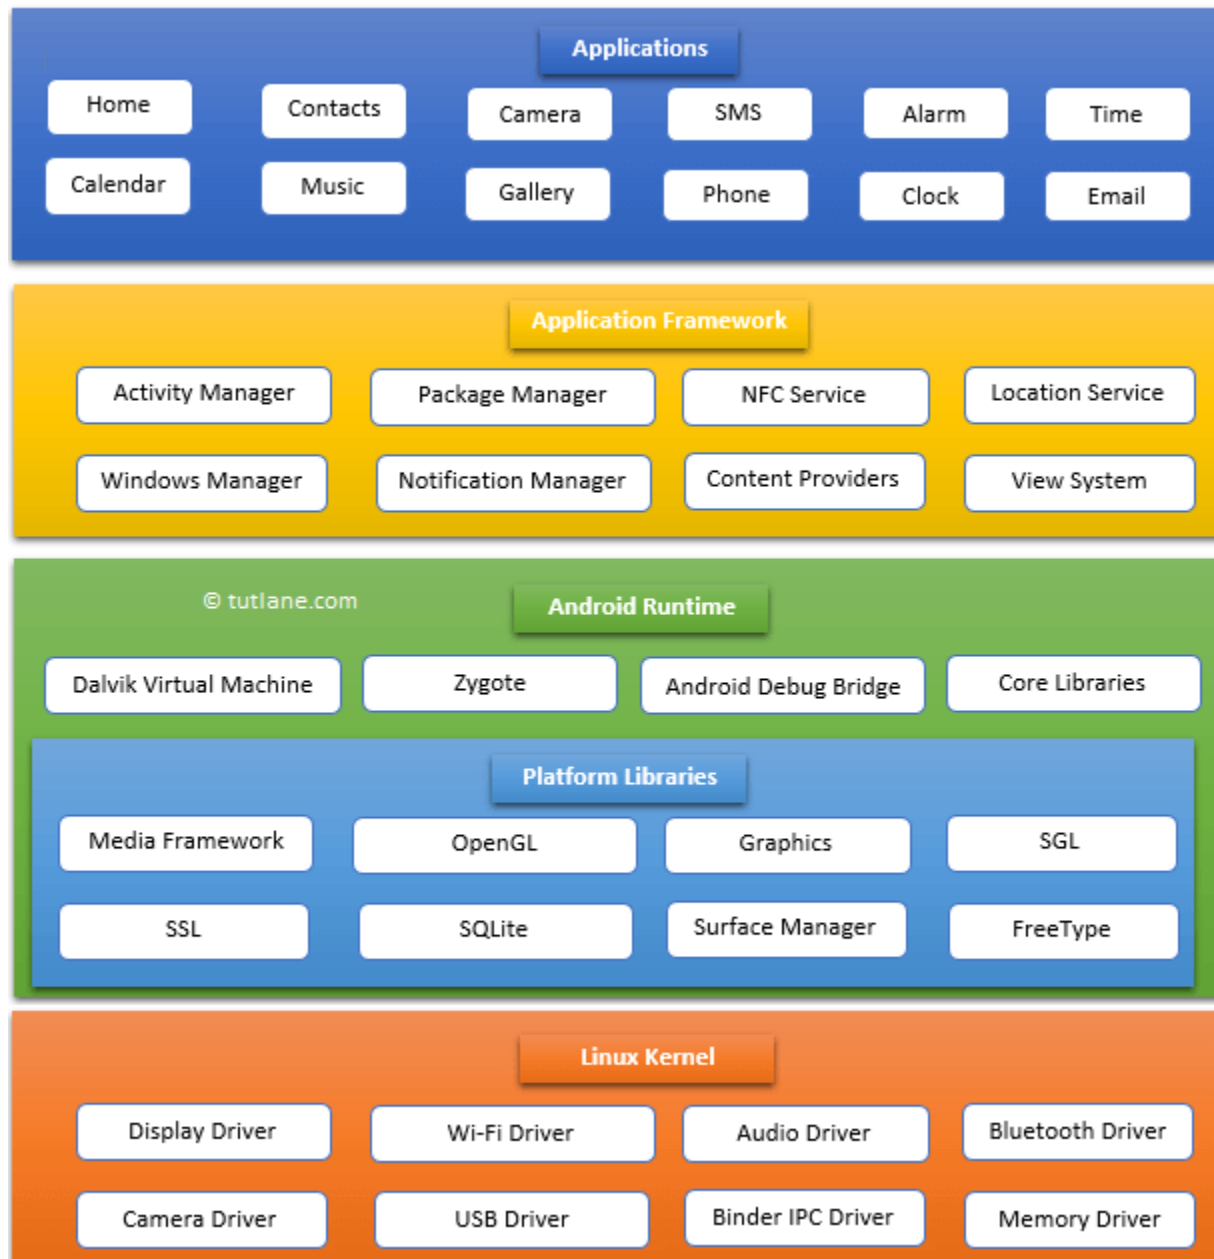 Applications
Home Contacts Camera SMS Alarm Time
Calendar Music Gallery Phone Clock Email
Application Framework
Activity Manager Package Manager NFC Service Location Service
Windows Manager Notification Manager Content Providers View System
© tutlane.com
Android Runtime
Dalvik Virtual Machine Zygote Android Debug Bridge Core Libraries
Platform Libraries
Media Framework OpenGL Graphics SGL
SSL SQLite Surface Manager FreeType
Linux Kernel
Display Driver Wi-Fi Driver Audio Driver Bluetooth Driver
Camera Driver USB Driver Binder IPC Driver Memory Driver